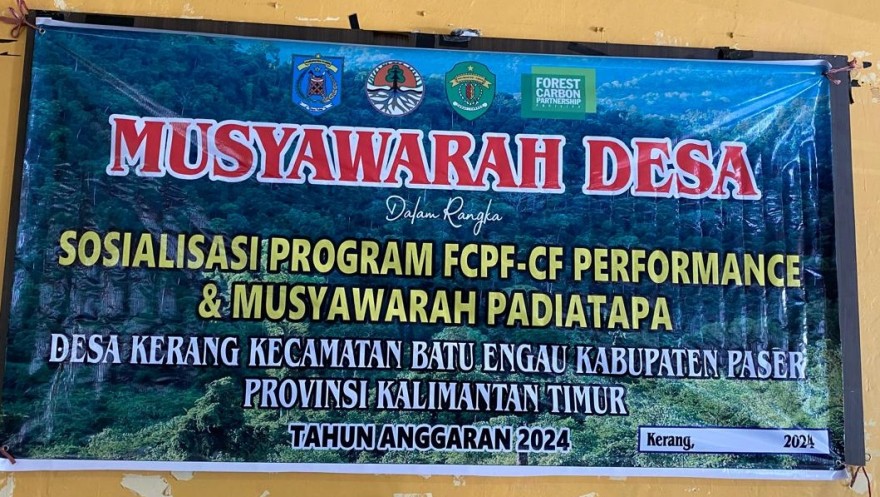 FOREST
CARBON
PARTNERSHIP
FACILITY
MUSYAWARAH DESA
Dalam Rangka
SOSIALISASI PROGRAM FCPF-CF PERFORMANCE
& MUSYAWARAH PADIATAPA
DESA KERANG KECAMATAN BATU ENGAU KABUPATEN PASER
PROVINSI KALIMANTAN TIMUR
TAHUN ANGGARAN 2024
Kerang, 2024